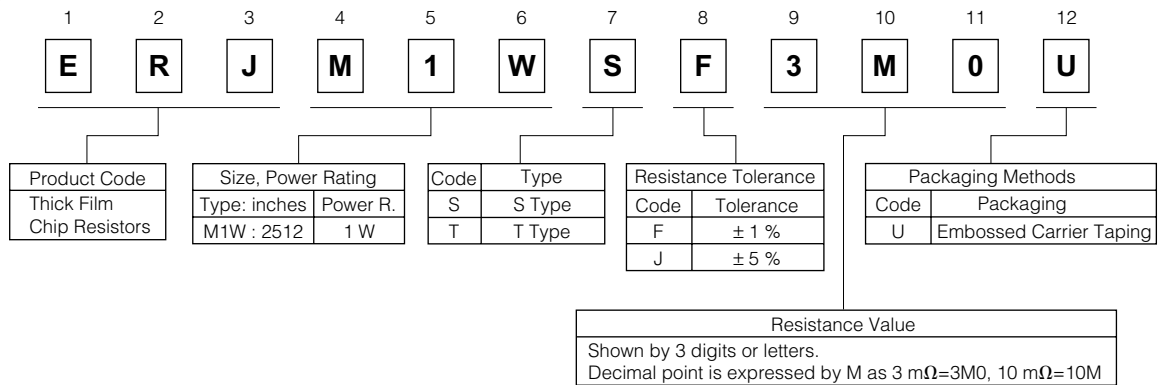 1 2 3 4 5 6 7 8 9 10 11 12
E R J M 1 W S F 3 M 0 U
Product Code
Thick Film
Chip Resistors
Size, Power Rating
Type: inches Power R.
M1W : 2512 1 W
Code Type
S S Type
T T Type
Resistance Tolerance
Code Tolerance
F ± 1 %
J ± 5 %
Packaging Methods
Code Packaging
U Embossed Carrier Taping
Resistance Value
Shown by 3 digits or letters.
Decimal point is expressed by M as 3 mΩ=3M0, 10 mΩ=10M